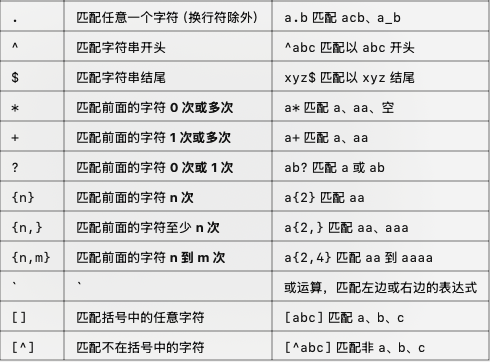 . 匹配任意一个字符 (换行符除外) a.b 匹配 acb、a_b
^ 匹配字符串开头 ^abc 匹配以 abc 开头
$ 匹配字符串结尾 xyz$ 匹配以 xyz 结尾
* 匹配前面的字符 0 次或多次 a* 匹配 a、aa、空
+ 匹配前面的字符 1 次或多次 a+ 匹配 a、aa
? 匹配前面的字符 0 次或 1 次 ab? 匹配 a 或 ab
{n} 匹配前面的字符 n 次 a{2} 匹配 aa
{n,} 匹配前面的字符至少 n 次 a{2,} 匹配 aa、aaa
{n,m} 匹配前面的字符 n 到 m 次 a{2,4} 匹配 aa 到 aaaa
` ` 或运算，匹配左边或右边的表达式
[] 匹配括号中的任意字符 [abc] 匹配 a、b、c
[^] 匹配不在括号中的字符 [^abc] 匹配非 a、b、c